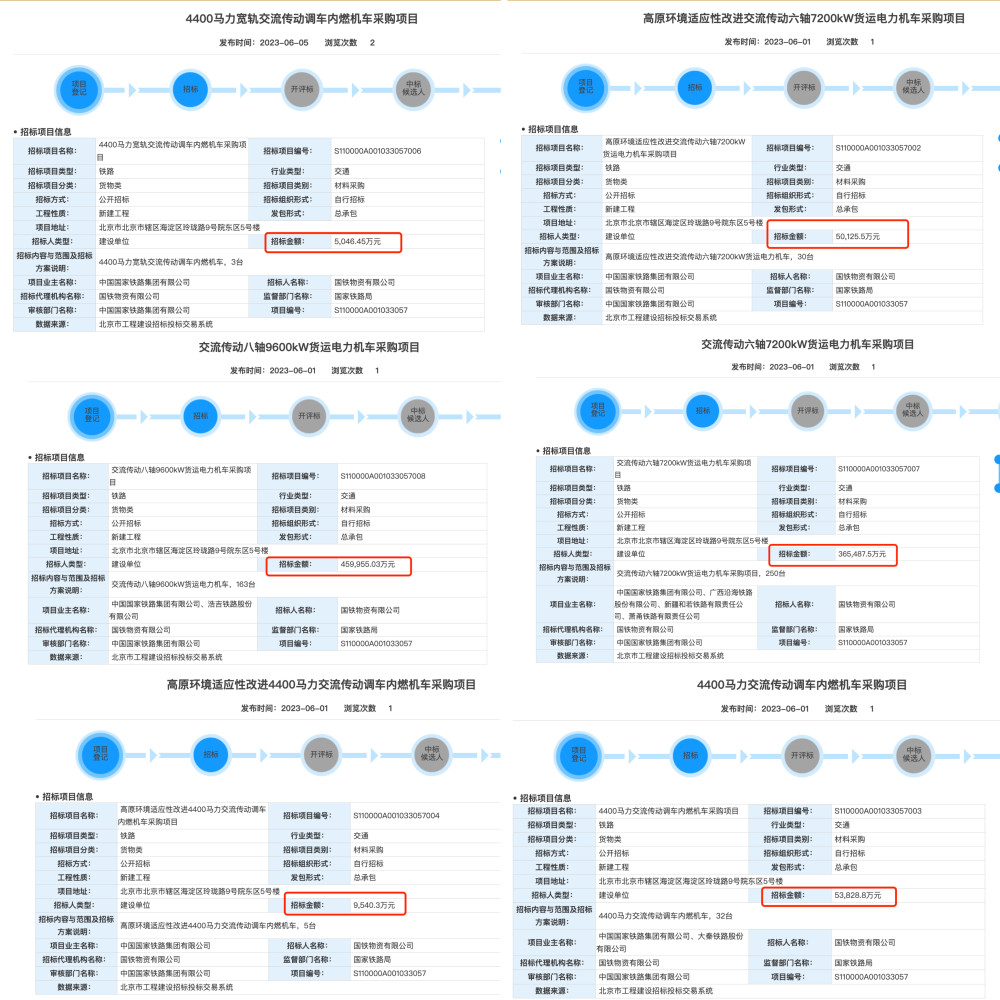 4400马力宽轨交流传动调车内燃机车采购项目
发布时间：2023-06-05 浏览次数 2
项目
登记
招标
开评标
中标
候选人
• 招标项目信息
招标项目名称： 4400马力宽轨交流传动调车内燃机车采购项
目
招标项目编号： S110000A001033057006
招标项目类型： 铁路 行业类型： 交通
招标项目分类： 货物类 招标项目类别： 材料采购
招标方式： 公开招标 招标组织形式： 自行招标
工程性质： 新建工程 发包形式： 总承包
项目地址： 北京市北京市辖区海淀区玲珑路9号院东区5号楼
招标人类型： 建设单位 招标金额： 5,046.45万元
招标内容与范围及招标
方案说明： 4400马力宽轨交流传动调车内燃机车，3台
项目业主名称： 中国国家铁路集团有限公司 招标人名称： 国铁物资有限公司
招标代理机构名称： 国铁物资有限公司 监督部门名称： 国家铁路局
审核部门名称： 中国国家铁路集团有限公司 项目编号： S110000A001033057
数据来源： 北京市工程建设招标投标交易系统
高原环境适应性改进交流传动六轴7200kW货运电力机车采购项目
发布时间：2023-06-01 浏览次数 1
项目
登记
招标
开评标
中标
候选人
• 招标项目信息
招标项目名称： 高原环境适应性改进交流传动六轴7200kW
货运电力机车采购项目
招标项目编号： S110000A001033057002
招标项目类型： 铁路 行业类型： 交通
招标项目分类： 货物类 招标项目类别： 材料采购
招标方式： 公开招标 招标组织形式： 自行招标
工程性质： 新建工程 发包形式： 总承包
项目地址： 北京市北京市辖区海淀区玲珑路9号院东区5号楼
招标人类型： 建设单位 招标金额： 50,125.5万元
招标内容与范围及招标
方案说明： 高原环境适应性改进交流传动六轴7200kW货运电力机车，30台
项目业主名称： 中国国家铁路集团有限公司 招标人名称： 国铁物资有限公司
招标代理机构名称： 国铁物资有限公司 监督部门名称： 国家铁路局
审核部门名称： 中国国家铁路集团有限公司 项目编号： S110000A001033057
数据来源： 北京市工程建设招标投标交易系统
交流传动八轴9600kW货运电力机车采购项目
发布时间：2023-06-01 浏览次数 1
项目
登记
招标
开评标
中标
候选人
• 招标项目信息
招标项目名称： 交流传动八轴9600kW货运电力机车采购项
目
招标项目编号： S110000A001033057008
招标项目类型： 铁路 行业类型： 交通
招标项目分类： 货物类 招标项目类别： 材料采购
招标方式： 公开招标 招标组织形式： 自行招标
工程性质： 新建工程 发包形式： 总承包
项目地址： 北京市北京市辖区海淀区玲珑路9号院东区5号楼
招标人类型： 建设单位 招标金额： 459,955.03万元
招标内容与范围及招标
方案说明： 交流传动八轴9600kW货运电力机车，163台
项目业主名称： 中国国家铁路集团有限公司、浩吉铁路股份
有限公司
招标人名称： 国铁物资有限公司
招标代理机构名称： 国铁物资有限公司 监督部门名称： 国家铁路局
审核部门名称： 中国国家铁路集团有限公司 项目编号： S110000A001033057
数据来源： 北京市工程建设招标投标交易系统
交流传动六轴7200kW货运电力机车采购项目
发布时间：2023-06-01 浏览次数 1
项目
登记
招标
开评标
中标
候选人
• 招标项目信息
招标项目名称： 交流传动六轴7200kW货运电力机车采购项
目
招标项目编号： S110000A001033057007
招标项目类型： 铁路 行业类型： 交通
招标项目分类： 货物类 招标项目类别： 材料采购
招标方式： 公开招标 招标组织形式： 自行招标
工程性质： 新建工程 发包形式： 总承包
项目地址： 北京市北京市辖区海淀区玲珑路9号院东区5号楼
招标人类型： 建设单位 招标金额： 365,487.5万元
招标内容与范围及招标
方案说明： 交流传动六轴7200kW货运电力机车采购项目，250台
项目业主名称： 中国国家铁路集团有限公司、广西沿海铁路
股份有限公司、新疆和若铁路有限责任公
司、萧甬铁路有限责任公司
招标人名称： 国铁物资有限公司
招标代理机构名称： 国铁物资有限公司 监督部门名称： 国家铁路局
审核部门名称： 中国国家铁路集团有限公司 项目编号： S110000A001033057
数据来源： 北京市工程建设招标投标交易系统
高原环境适应性改进4400马力交流传动调车内燃机车采购项目
发布时间：2023-06-01 浏览次数 1
项目
登记
招标
开评标
中标
候选人
• 招标项目信息
招标项目名称： 高原环境适应性改进4400马力交流传动调车
内燃机车采购项目
招标项目编号： S110000A001033057004
招标项目类型： 铁路 行业类型： 交通
招标项目分类： 货物类 招标项目类别： 材料采购
招标方式： 公开招标 招标组织形式： 自行招标
工程性质： 新建工程 发包形式： 总承包
项目地址： 北京市北京市辖区海淀区玲珑路9号院东区5号楼
招标人类型： 建设单位 招标金额： 9,540.3万元
招标内容与范围及招标
方案说明： 高原环境适应性改进4400马力交流传动调车内燃机车，5台
项目业主名称： 中国国家铁路集团有限公司 招标人名称： 国铁物资有限公司
招标代理机构名称： 国铁物资有限公司 监督部门名称： 国家铁路局
审核部门名称： 中国国家铁路集团有限公司 项目编号： S110000A001033057
数据来源： 北京市工程建设招标投标交易系统
4400马力交流传动调车内燃机车采购项目
发布时间：2023-06-01 浏览次数 1
项目
登记
招标
开评标
中标
候选人
• 招标项目信息
招标项目名称： 4400马力交流传动调车内燃机车采购项目 招标项目编号： S110000A001033057003
招标项目类型： 铁路 行业类型： 交通
招标项目分类： 货物类 招标项目类别： 材料采购
招标方式： 公开招标 招标组织形式： 自行招标
工程性质： 新建工程 发包形式： 总承包
项目地址： 北京市北京市辖区海淀区海淀区玲珑路9号院东区5号楼
招标人类型： 建设单位 招标金额： 53,828.8万元
招标内容与范围及招标
方案说明： 4400马力交流传动调车内燃机车，32台
项目业主名称： 中国国家铁路集团有限公司、大秦铁路股份
有限公司
招标人名称： 国铁物资有限公司
招标代理机构名称： 国铁物资有限公司 监督部门名称： 国家铁路局
审核部门名称： 中国国家铁路集团有限公司 项目编号： S110000A001033057
数据来源： 北京市工程建设招标投标交易系统